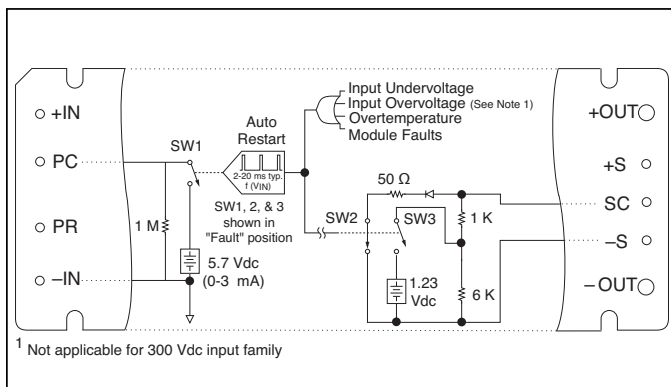 +IN
PC
PR
–IN
SW1
1 M
5.7 Vdc
(0-3 mA)
Auto
Restart
2-20 ms typ.
f (VIN)
SW1, 2, & 3
shown in
"Fault" position
Input Undervoltage
Input Overvoltage (See Note 1)
Overtemperature
Module Faults
50 Ω
SW2
SW3
1 K
1.23
Vdc
6 K
+OUT
+S
SC
–S
–OUT
1 Not applicable for 300 Vdc input family